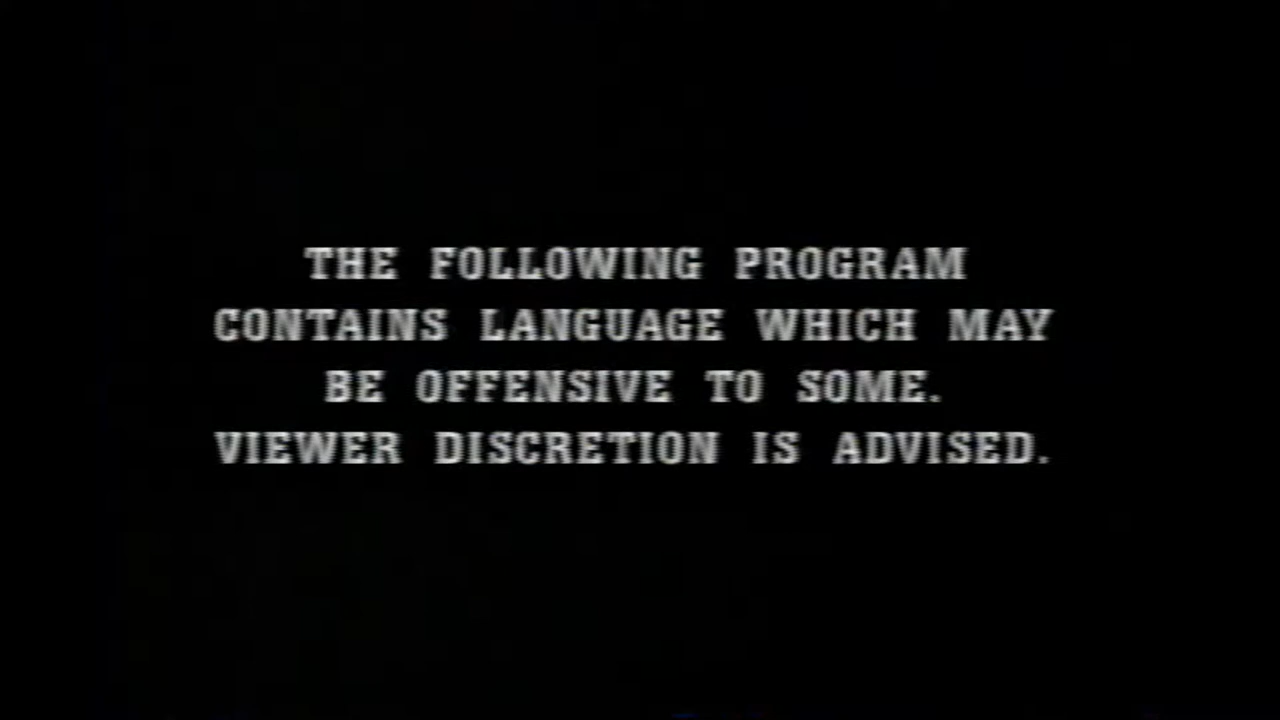 THE FOLLOWING PROGRAM
CONTAINS LANGUAGE WHICH MAY
BE OFFENSIVE TO SOME.
VIEWER DISCRETION IS ADVISED.